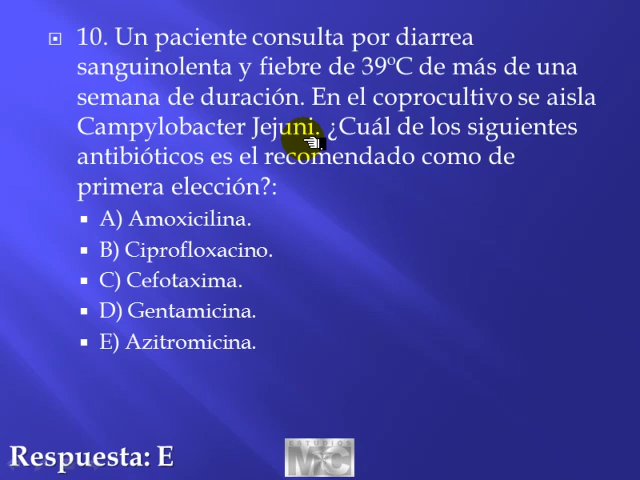 10. Un paciente consulta por diarrea
sanguinolenta y fiebre de 39ºC de más de una
semana de duración. En el coprocultivo se aisla
Campylobacter Jejuni. ¿Cuál de los siguientes
antibióticos es el recomendado como de
primera elección?:
A) Amoxicilina.
B) Ciprofloxacino.
C) Cefotaxima.
D) Gentamicina.
E) Azitromicina.
Respuesta: E
ESTUDIOS
MC